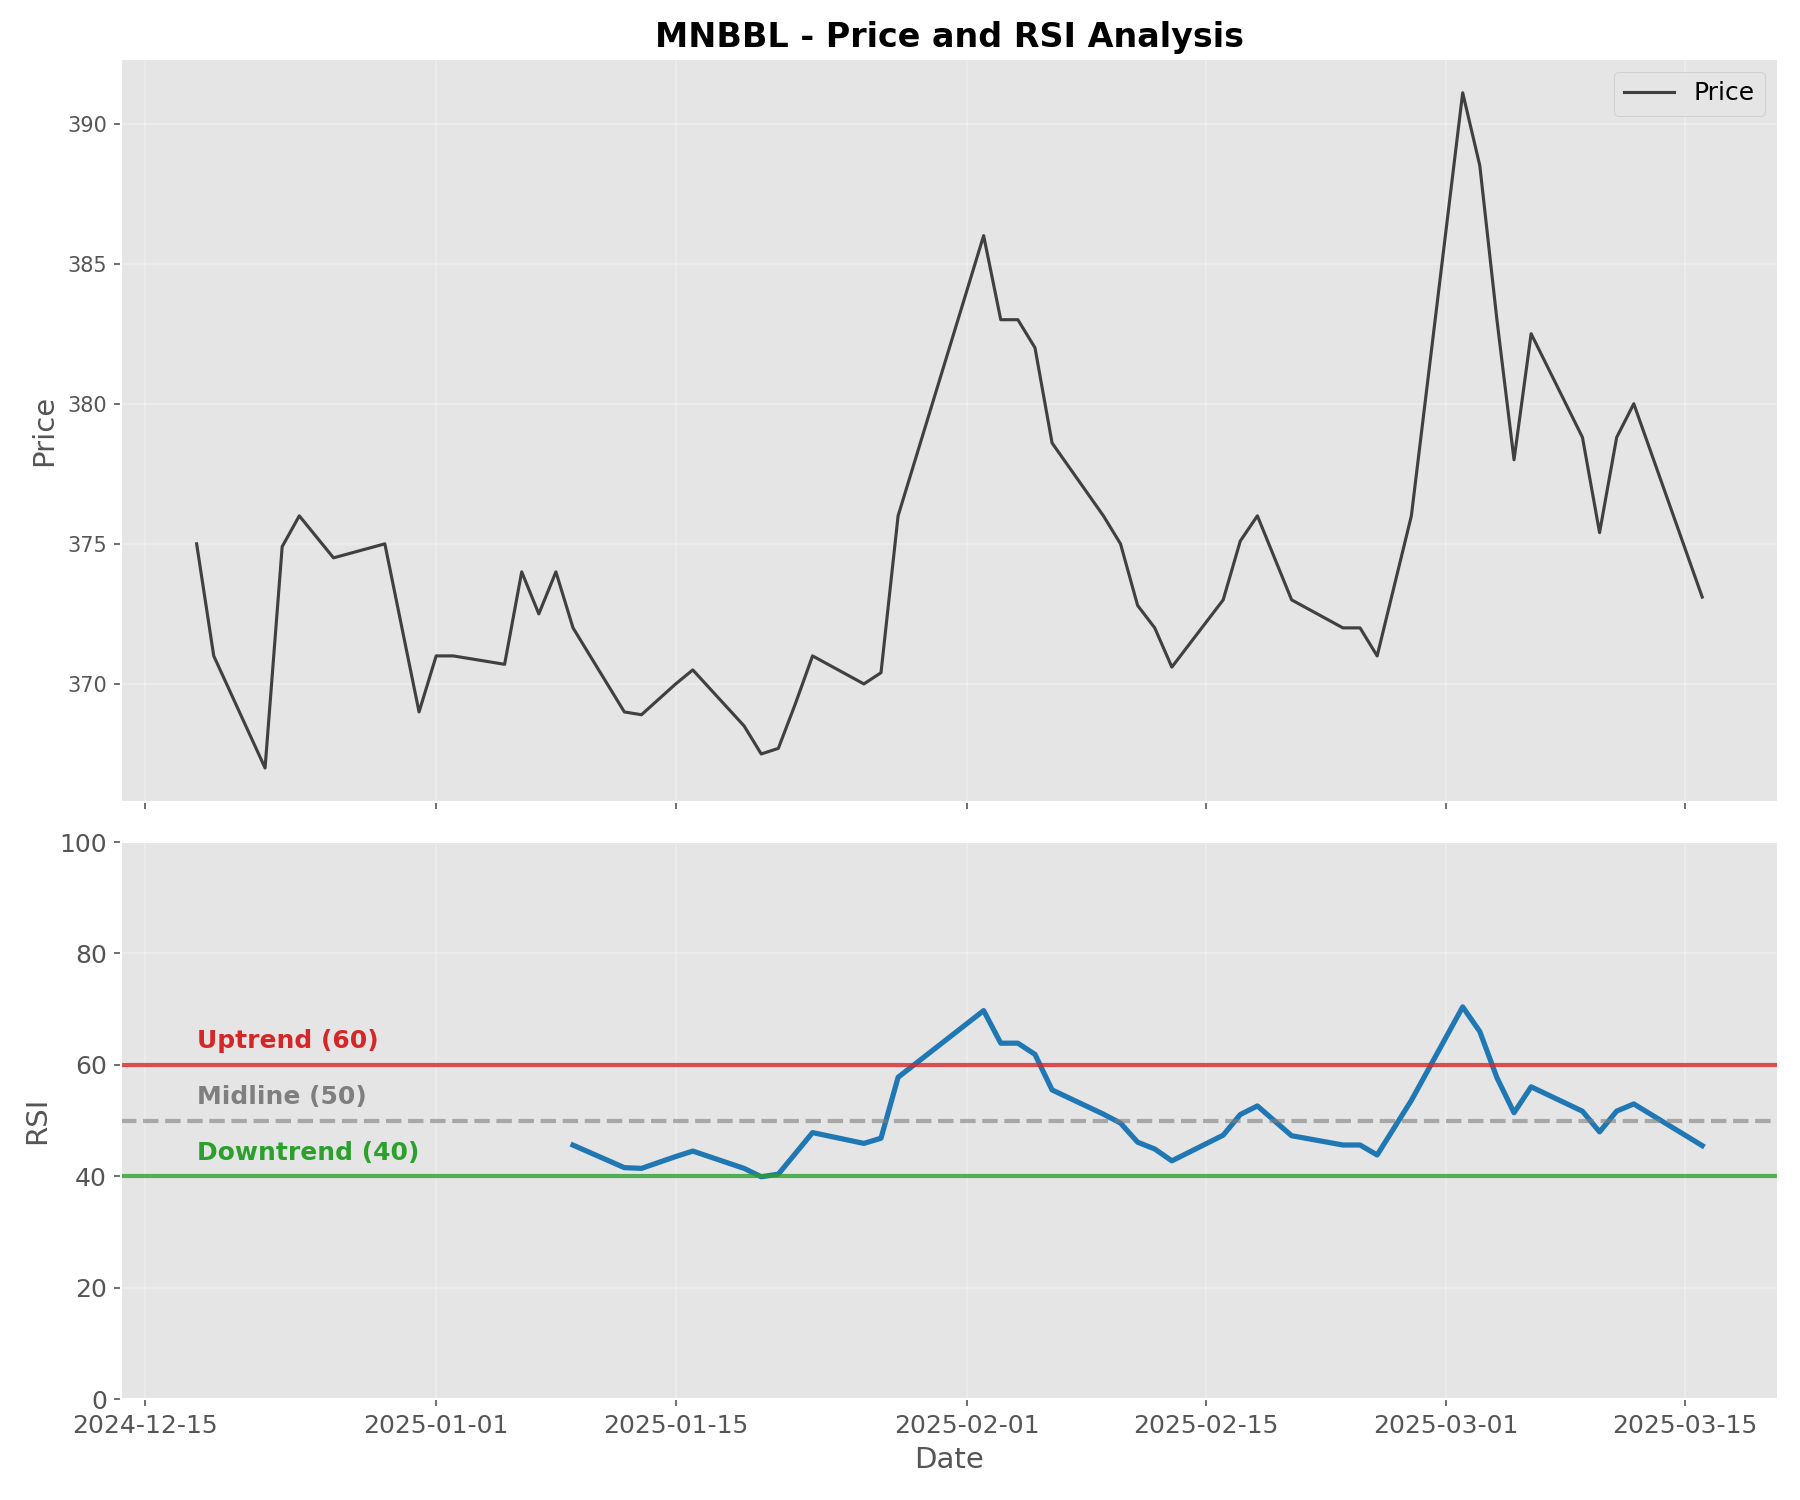 MNBBL - Price and RSI Analysis
Price
390
385
380
375
370
Price
100
80
60
40
20
0
RSI
Uptrend (60)
Midline (50)
Downtrend (40)
2024-12-15
2025-01-01
2025-01-15
2025-02-01
2025-02-15
2025-03-01
2025-03-15
Date